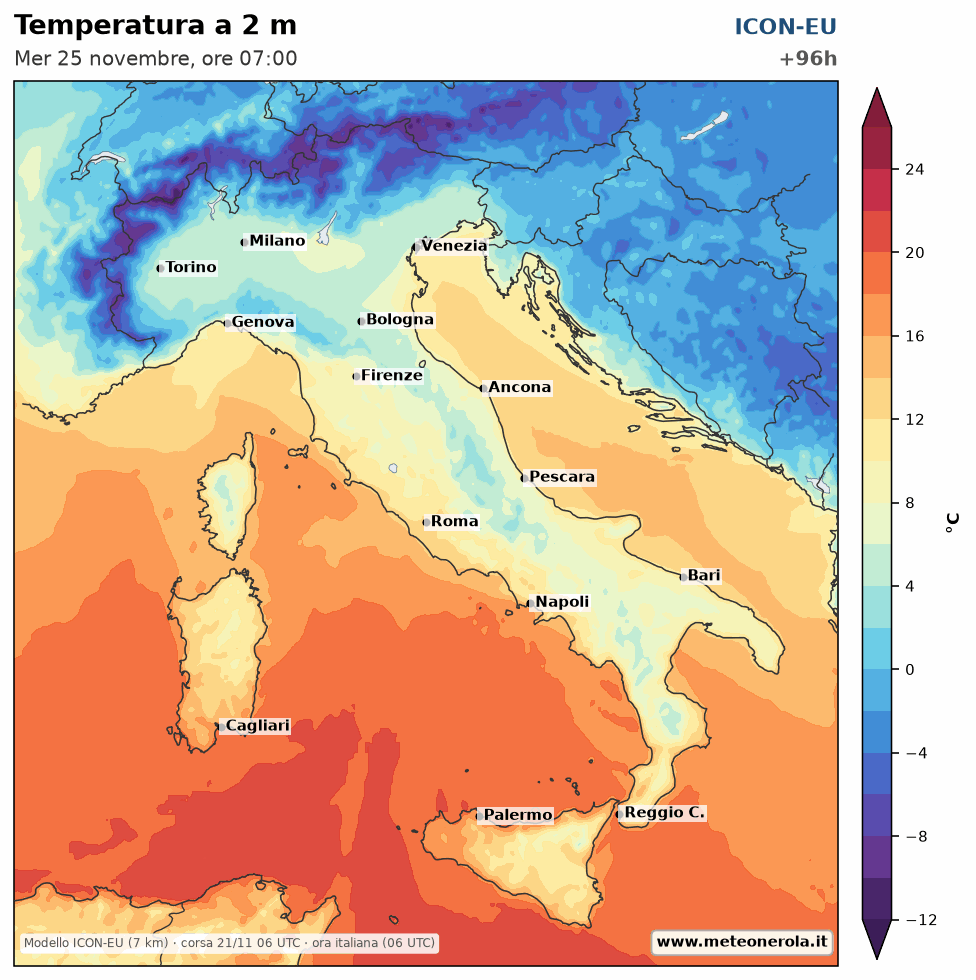 Temperatura a 2 m
ICON-EU
Mer 25 novembre, ore 07:00
+96h
Milano
Venezia
Torino
Genova
Bologna
Firenze
Ancona
Pescara
Roma
Bari
Napoli
Cagliari
Palermo
Reggio C.
24
20
16
12
8
4
0
−4
−8
−12
°C
Modello ICON-EU (7 km) · corsa 21/11 06 UTC · ora italiana (06 UTC)
www.meteonerola.it